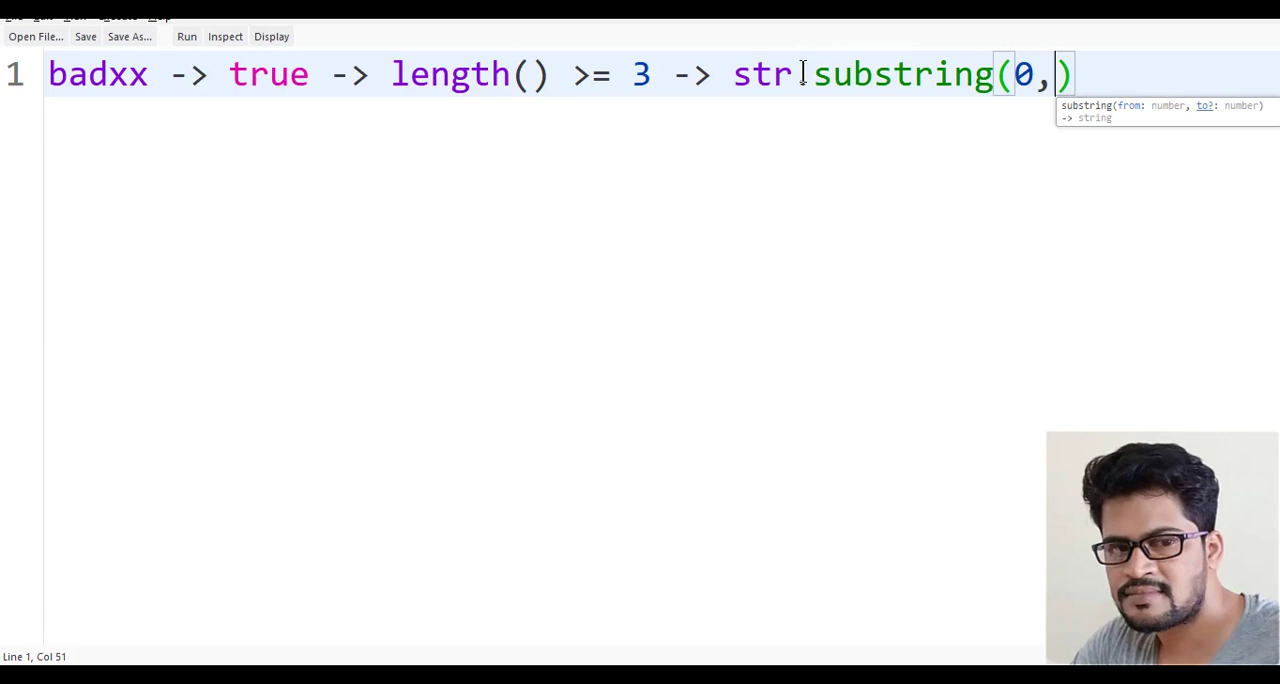 Open File... Save Save As... Run Inspect Display
1 badxx -> true -> length() >= 3 -> str.substring(0,)
substring(from: number, to?: number)
-> string
Line 1, Col 51